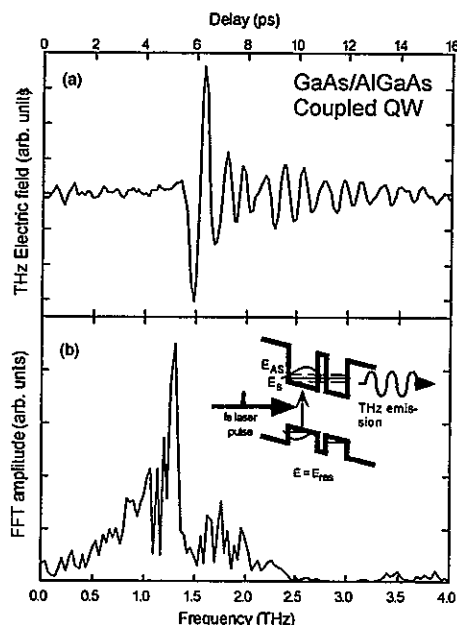 Delay (ps)
0 2 4 6 8 10 12 14 16
(a)
GaAs/AlGaAs
Coupled QW
THz Electric field (arb. units)
(b)
E_AS
E_S
fs laser
pulse
THz emis-
sion
E = E_res
FFT amplitude (arb. units)
0.0 0.5 1.0 1.5 2.0 2.5 3.0 3.5 4.0
Frequency (THz)